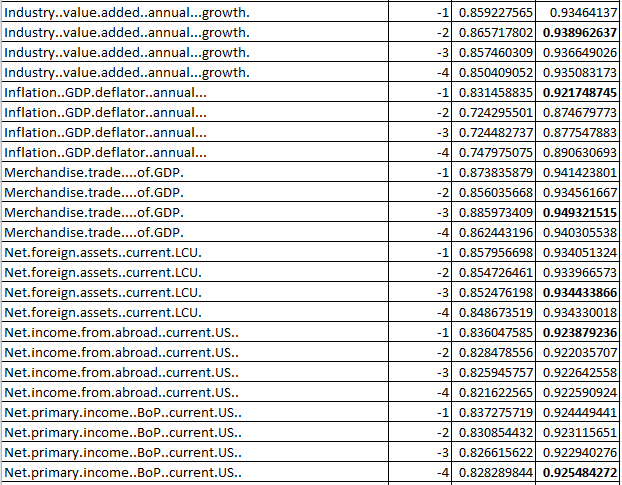 Industry..value.added..annual...growth. -1 0.859227565 0.93464137
Industry..value.added..annual...growth. -2 0.865717802 0.938962637
Industry..value.added..annual...growth. -3 0.857460309 0.936649026
Industry..value.added..annual...growth. -4 0.850409052 0.935083173
Inflation..GDP.deflator..annual... -1 0.831458835 0.921748745
Inflation..GDP.deflator..annual... -2 0.724295501 0.874679773
Inflation..GDP.deflator..annual... -3 0.724482737 0.877547883
Inflation..GDP.deflator..annual... -4 0.747975075 0.890630693
Merchandise.trade....of.GDP. -1 0.873835879 0.941423801
Merchandise.trade....of.GDP. -2 0.856035668 0.934561667
Merchandise.trade....of.GDP. -3 0.885973409 0.949321515
Merchandise.trade....of.GDP. -4 0.862443196 0.940305538
Net.foreign.assets..current.LCU. -1 0.857956698 0.934051324
Net.foreign.assets..current.LCU. -2 0.854726461 0.933966573
Net.foreign.assets..current.LCU. -3 0.852476198 0.934433866
Net.foreign.assets..current.LCU. -4 0.848673519 0.934330018
Net.income.from.abroad..current.US.. -1 0.836047585 0.923879236
Net.income.from.abroad..current.US.. -2 0.828478556 0.922035707
Net.income.from.abroad..current.US.. -3 0.825945757 0.922642558
Net.income.from.abroad..current.US.. -4 0.821622565 0.922590924
Net.primary.income..BoP..current.US.. -1 0.837275719 0.924449441
Net.primary.income..BoP..current.US.. -2 0.830854432 0.923115651
Net.primary.income..BoP..current.US.. -3 0.826615622 0.922940276
Net.primary.income..BoP..current.US.. -4 0.828289844 0.925484272